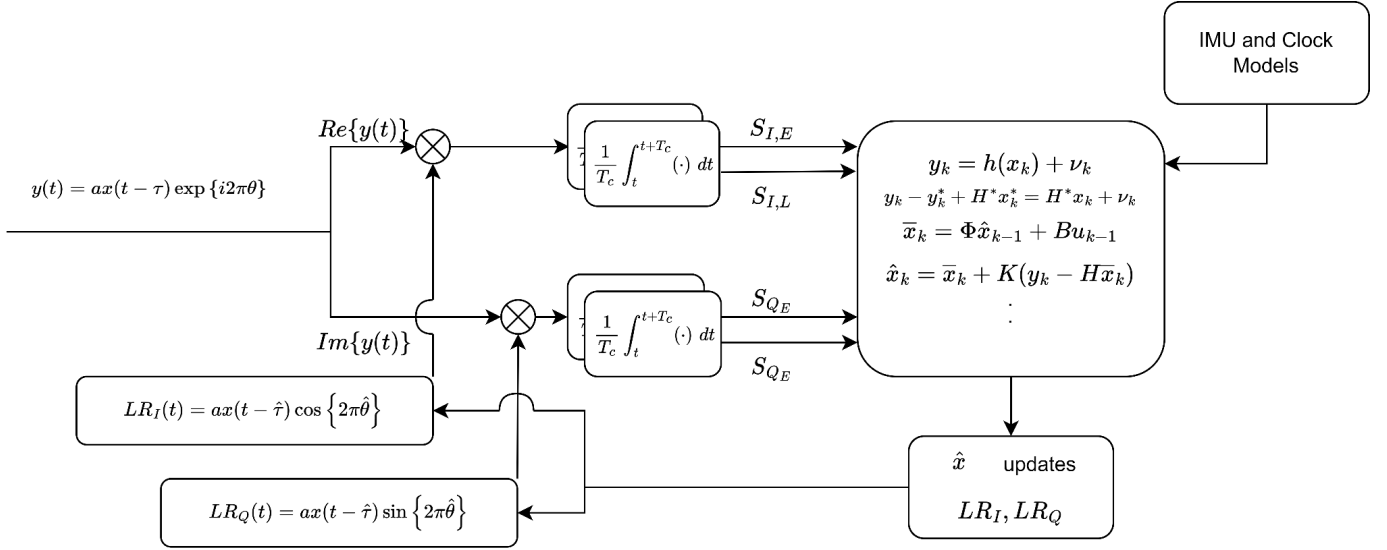 IMU and Clock
Models
Re{y(t)}
y(t) = ax(t − τ) exp {i2πθ}
1/T_c ∫_t^{t+T_c} (·) dt
S_{I,E}
S_{I,L}
y_k = h(x_k) + ν_k
y_k − y_k^* + H^* x_k^* = H^* x_k + ν_k
x̅_k = Φx̂_{k−1} + Bu_{k−1}
x̂_k = x̅_k + K(y_k − Hx̅_k)
.
.
Im{y(t)}
1/T_c ∫_t^{t+T_c} (·) dt
S_{Q_E}
S_{Q_E}
LR_I(t) = ax(t − τ̂) cos {2πθ̂}
LR_Q(t) = ax(t − τ̂) sin {2πθ̂}
x̂ updates
LR_I, LR_Q